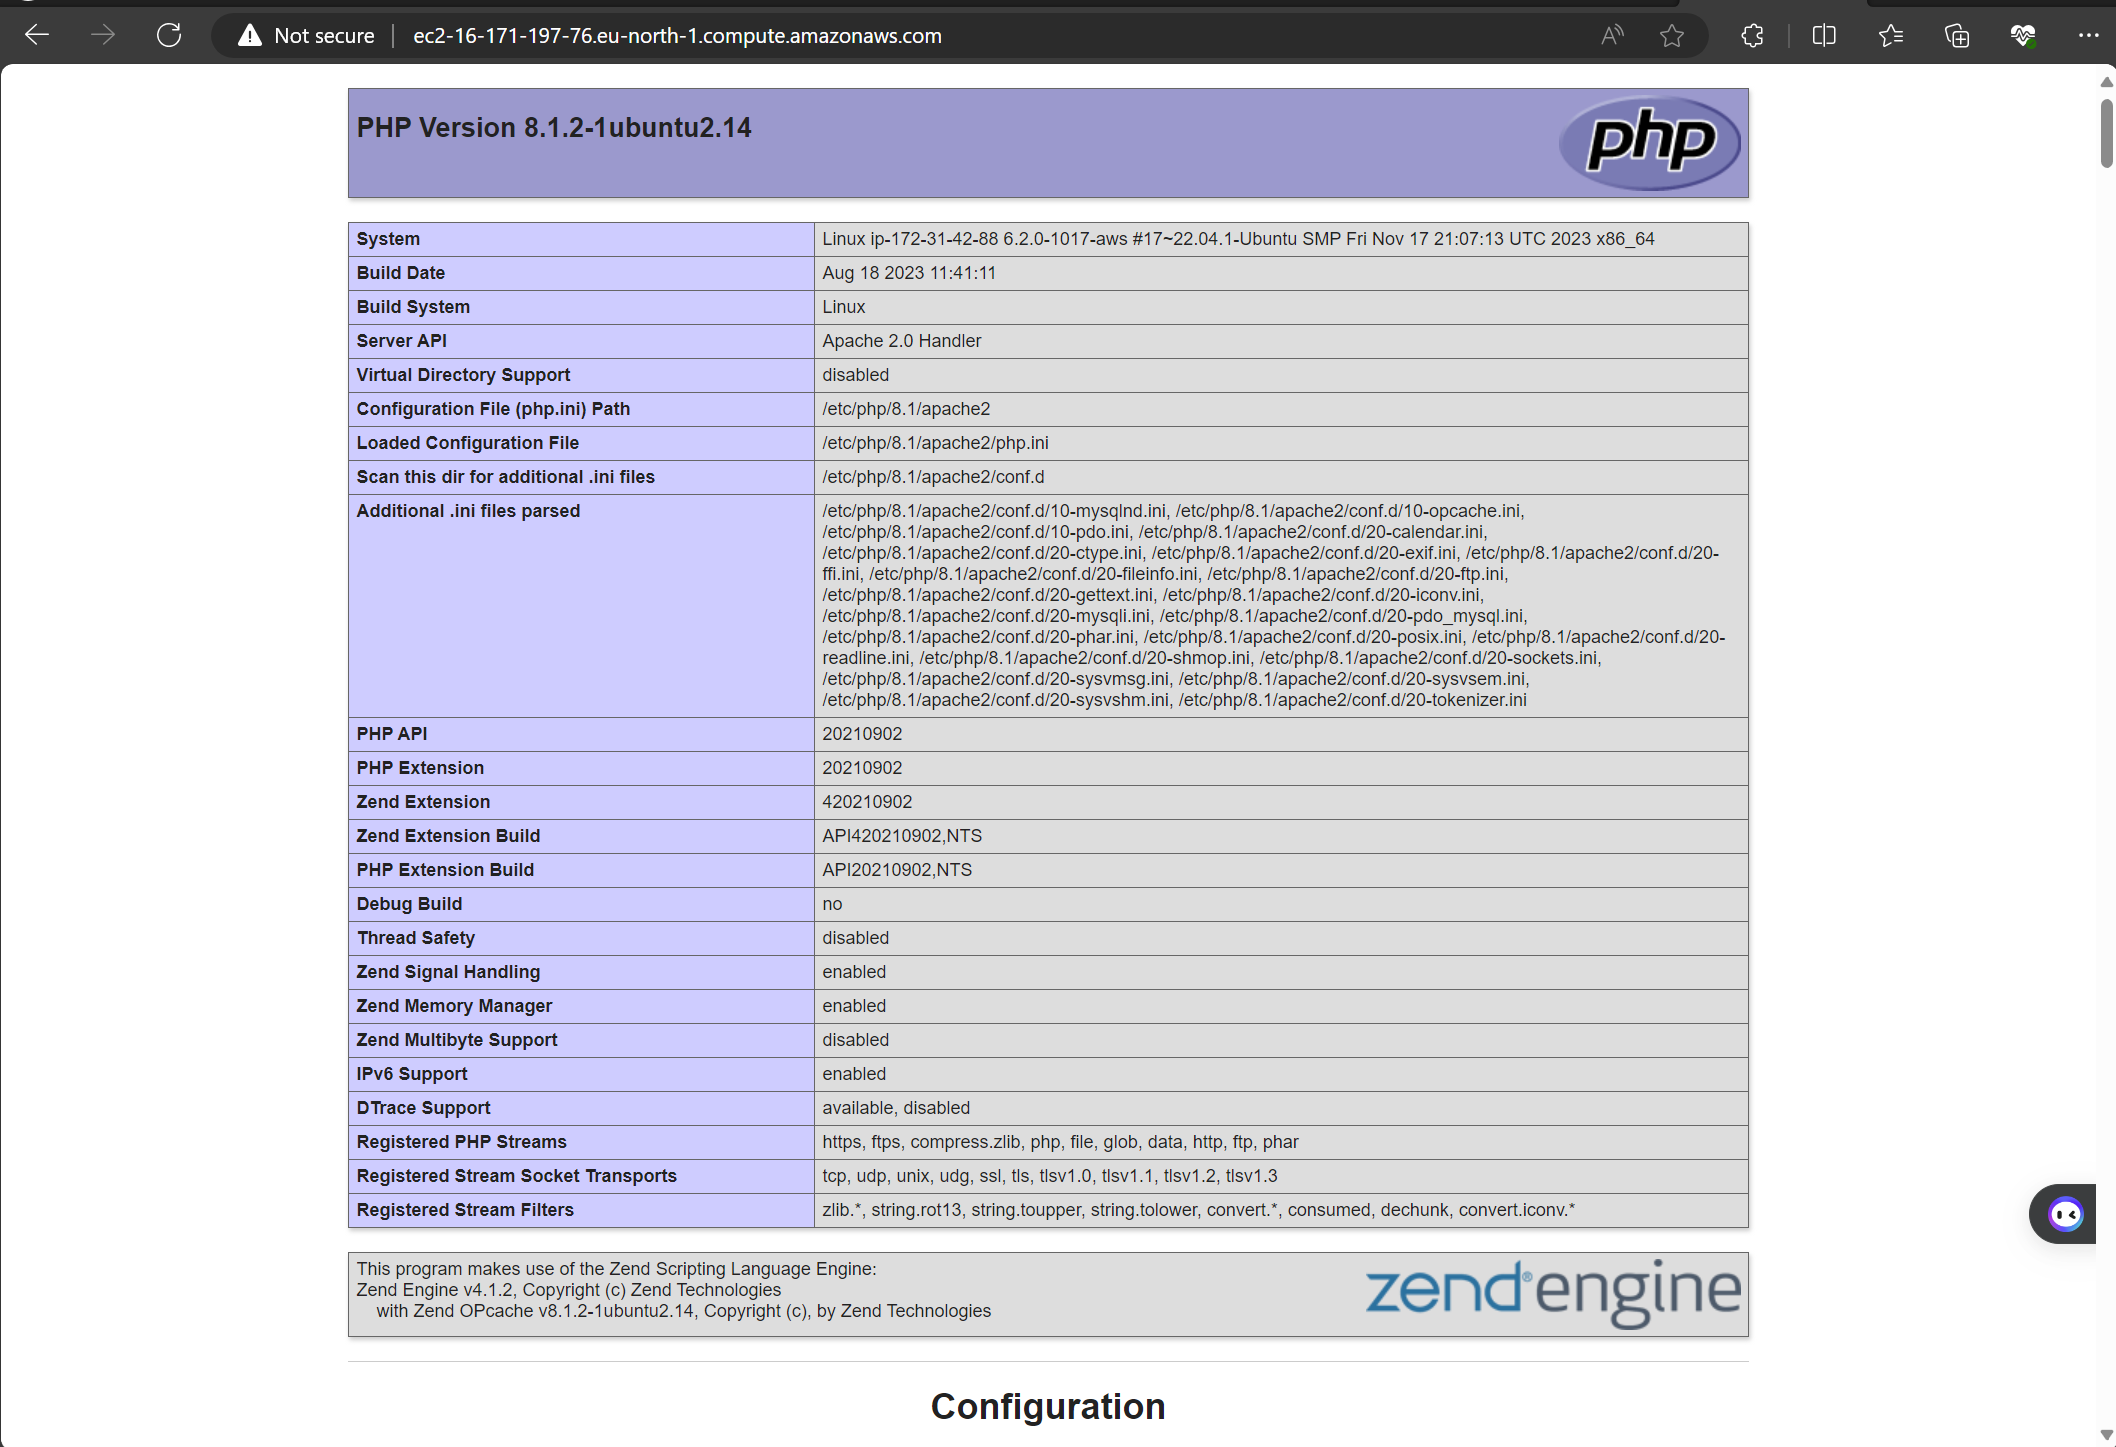 Not secure
ec2-16-171-197-76.eu-north-1.compute.amazonaws.com
PHP Version 8.1.2-1ubuntu2.14
php
System Linux ip-172-31-42-88 6.2.0-1017-aws #17~22.04.1-Ubuntu SMP Fri Nov 17 21:07:13 UTC 2023 x86_64
Build Date Aug 18 2023 11:41:11
Build System Linux
Server API Apache 2.0 Handler
Virtual Directory Support disabled
Configuration File (php.ini) Path /etc/php/8.1/apache2
Loaded Configuration File /etc/php/8.1/apache2/php.ini
Scan this dir for additional .ini files /etc/php/8.1/apache2/conf.d
Additional .ini files parsed /etc/php/8.1/apache2/conf.d/10-mysqlnd.ini, /etc/php/8.1/apache2/conf.d/10-opcache.ini,
/etc/php/8.1/apache2/conf.d/10-pdo.ini, /etc/php/8.1/apache2/conf.d/20-calendar.ini,
/etc/php/8.1/apache2/conf.d/20-ctype.ini, /etc/php/8.1/apache2/conf.d/20-exif.ini, /etc/php/8.1/apache2/conf.d/20-
ffi.ini, /etc/php/8.1/apache2/conf.d/20-fileinfo.ini, /etc/php/8.1/apache2/conf.d/20-ftp.ini,
/etc/php/8.1/apache2/conf.d/20-gettext.ini, /etc/php/8.1/apache2/conf.d/20-iconv.ini,
/etc/php/8.1/apache2/conf.d/20-mysqli.ini, /etc/php/8.1/apache2/conf.d/20-pdo_mysql.ini,
/etc/php/8.1/apache2/conf.d/20-phar.ini, /etc/php/8.1/apache2/conf.d/20-posix.ini, /etc/php/8.1/apache2/conf.d/20-
readline.ini, /etc/php/8.1/apache2/conf.d/20-shmop.ini, /etc/php/8.1/apache2/conf.d/20-sockets.ini,
/etc/php/8.1/apache2/conf.d/20-sysvmsg.ini, /etc/php/8.1/apache2/conf.d/20-sysvsem.ini,
/etc/php/8.1/apache2/conf.d/20-sysvshm.ini, /etc/php/8.1/apache2/conf.d/20-tokenizer.ini
PHP API 20210902
PHP Extension 20210902
Zend Extension 420210902
Zend Extension Build API420210902,NTS
PHP Extension Build API20210902,NTS
Debug Build no
Thread Safety disabled
Zend Signal Handling enabled
Zend Memory Manager enabled
Zend Multibyte Support disabled
IPv6 Support enabled
DTrace Support available, disabled
Registered PHP Streams https, ftps, compress.zlib, php, file, glob, data, http, ftp, phar
Registered Stream Socket Transports tcp, udp, unix, udg, ssl, tls, tlsv1.0, tlsv1.1, tlsv1.2, tlsv1.3
Registered Stream Filters zlib.*, string.rot13, string.toupper, string.tolower, convert.*, consumed, dechunk, convert.iconv.*
This program makes use of the Zend Scripting Language Engine:
Zend Engine v4.1.2, Copyright (c) Zend Technologies
with Zend OPcache v8.1.2-1ubuntu2.14, Copyright (c), by Zend Technologies
zend®engine
Configuration